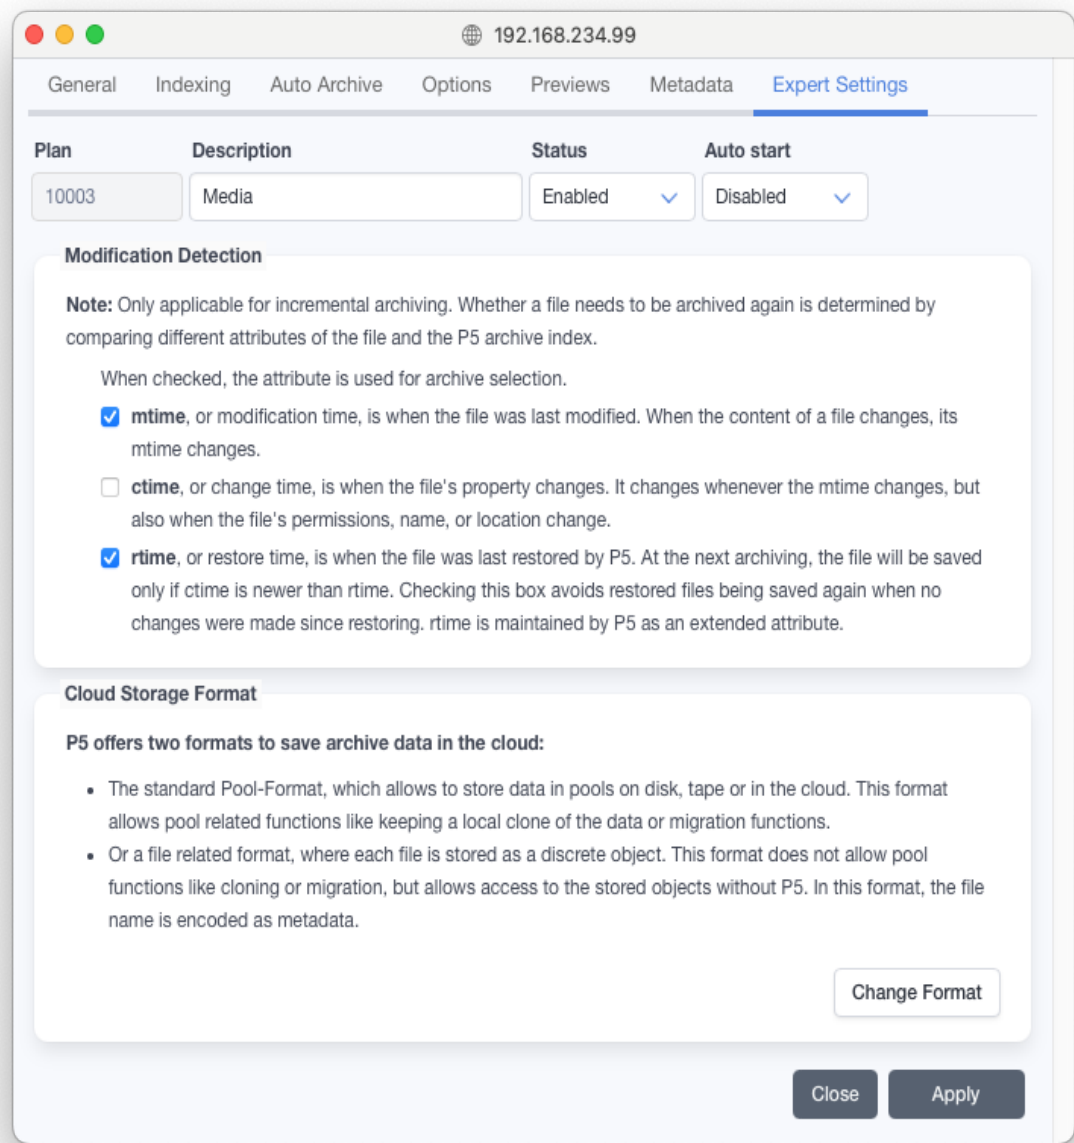 192.168.234.99
General Indexing Auto Archive Options Previews Metadata Expert Settings
Plan Description Status Auto start
10003 Media Enabled Disabled
Modification Detection
Note: Only applicable for incremental archiving. Whether a file needs to be archived again is determined by
comparing different attributes of the file and the P5 archive index.
When checked, the attribute is used for archive selection.
mtime, or modification time, is when the file was last modified. When the content of a file changes, its
mtime changes.
ctime, or change time, is when the file's property changes. It changes whenever the mtime changes, but
also when the file's permissions, name, or location change.
rtime, or restore time, is when the file was last restored by P5. At the next archiving, the file will be saved
only if ctime is newer than rtime. Checking this box avoids restored files being saved again when no
changes were made since restoring. rtime is maintained by P5 as an extended attribute.
Cloud Storage Format
P5 offers two formats to save archive data in the cloud:
• The standard Pool-Format, which allows to store data in pools on disk, tape or in the cloud. This format
allows pool related functions like keeping a local clone of the data or migration functions.
• Or a file related format, where each file is stored as a discrete object. This format does not allow pool
functions like cloning or migration, but allows access to the stored objects without P5. In this format, the file
name is encoded as metadata.
Change Format
Close Apply